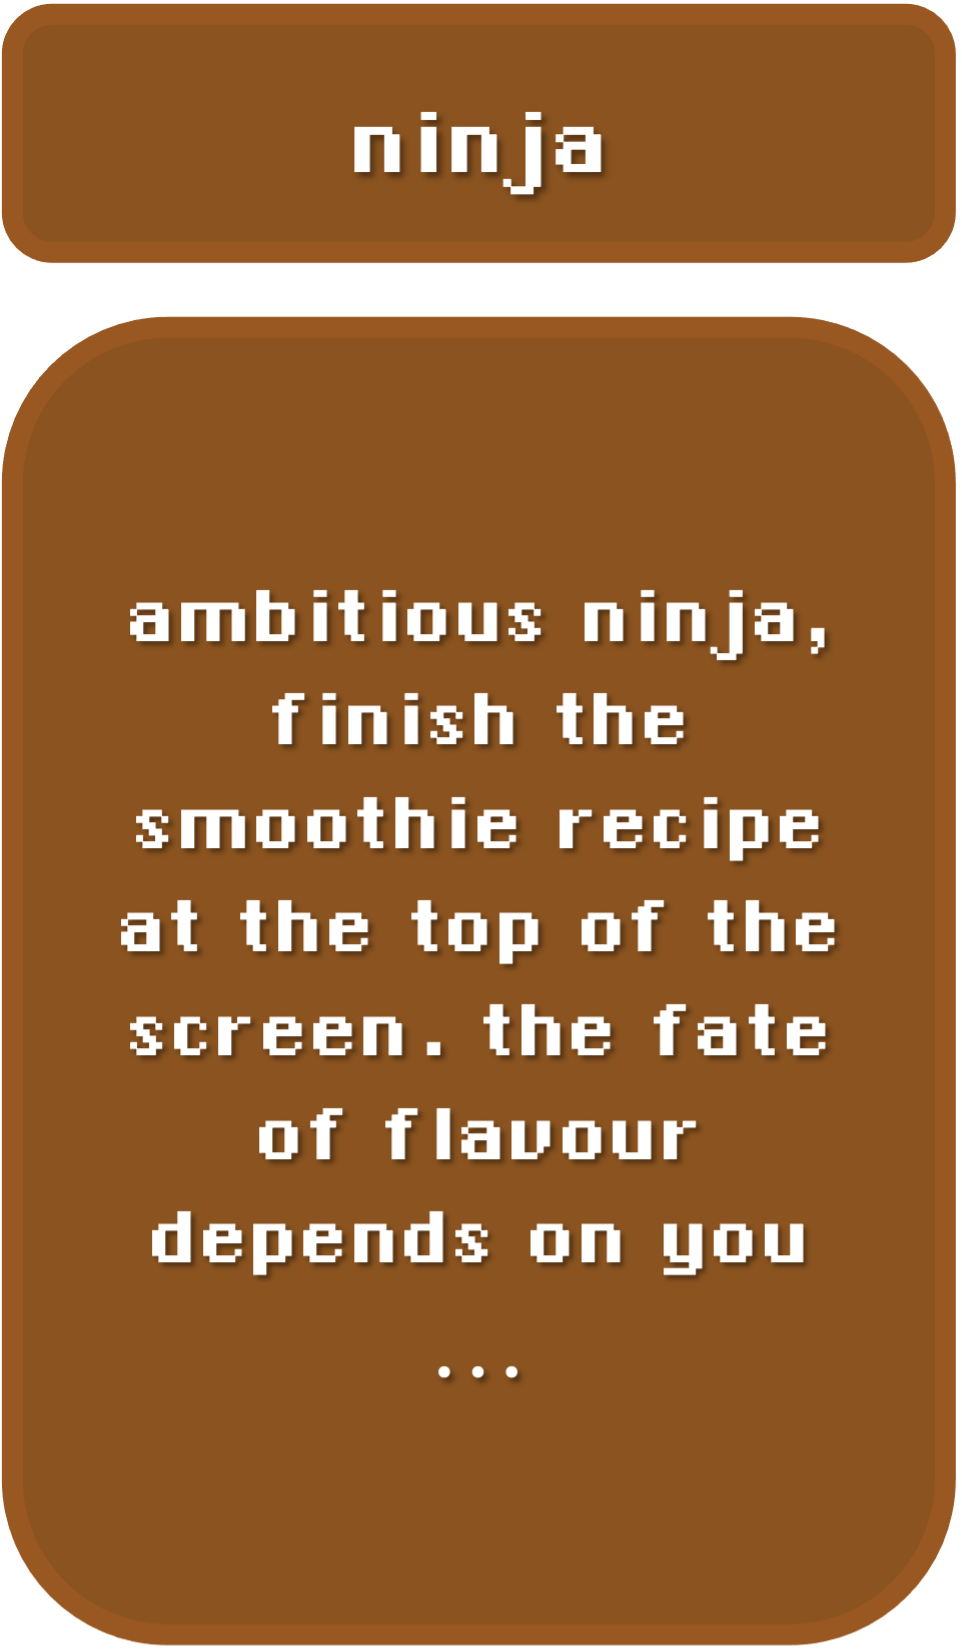 ninja
ambitious ninja,
finish the
smoothie recipe
at the top of the
screen. the fate
of flavour
depends on you
...